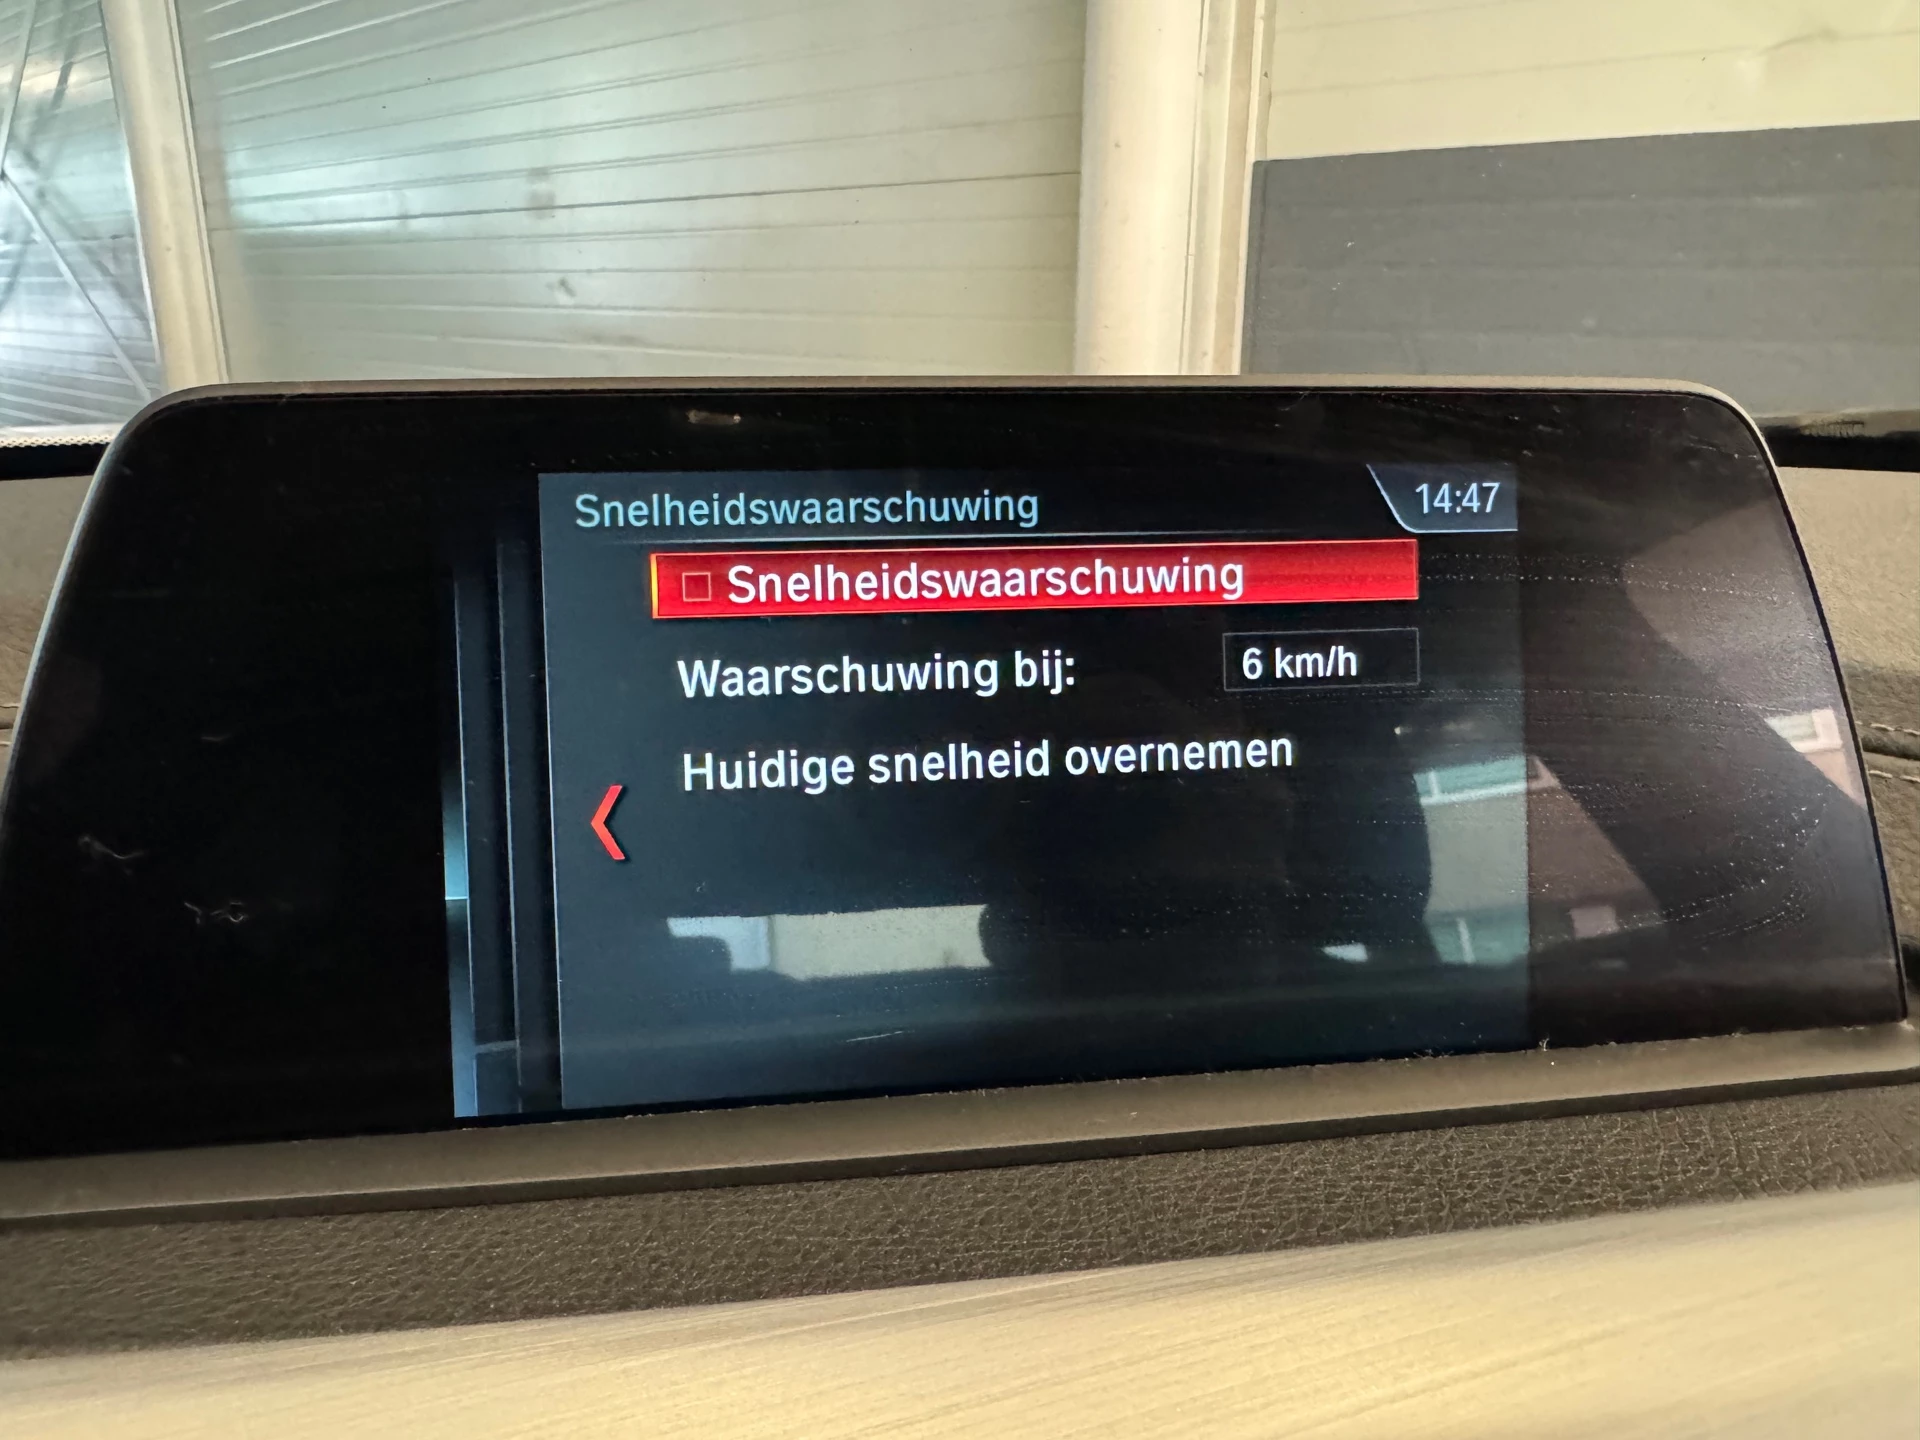 Snelheidswaarschuwing
14:47
Snelheidswaarschuwing
Waarschuwing bij: 6 km/h
Huidige snelheid overnemen